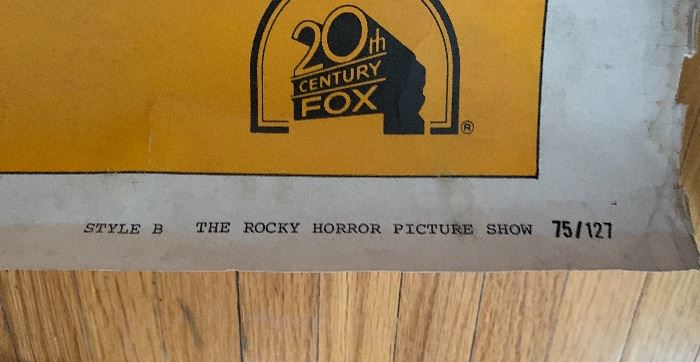 20th
CENTURY
FOX
®
STYLE B THE ROCKY HORROR PICTURE SHOW 75/127